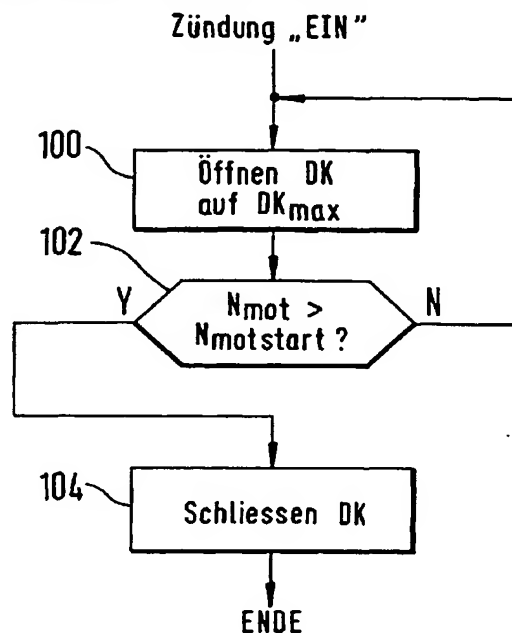 Zündung „EIN”
100
Öffnen DK
auf DKmax
102
Y
Nmot >
Nmotstart ?
N
104
Schliessen DK
ENDE